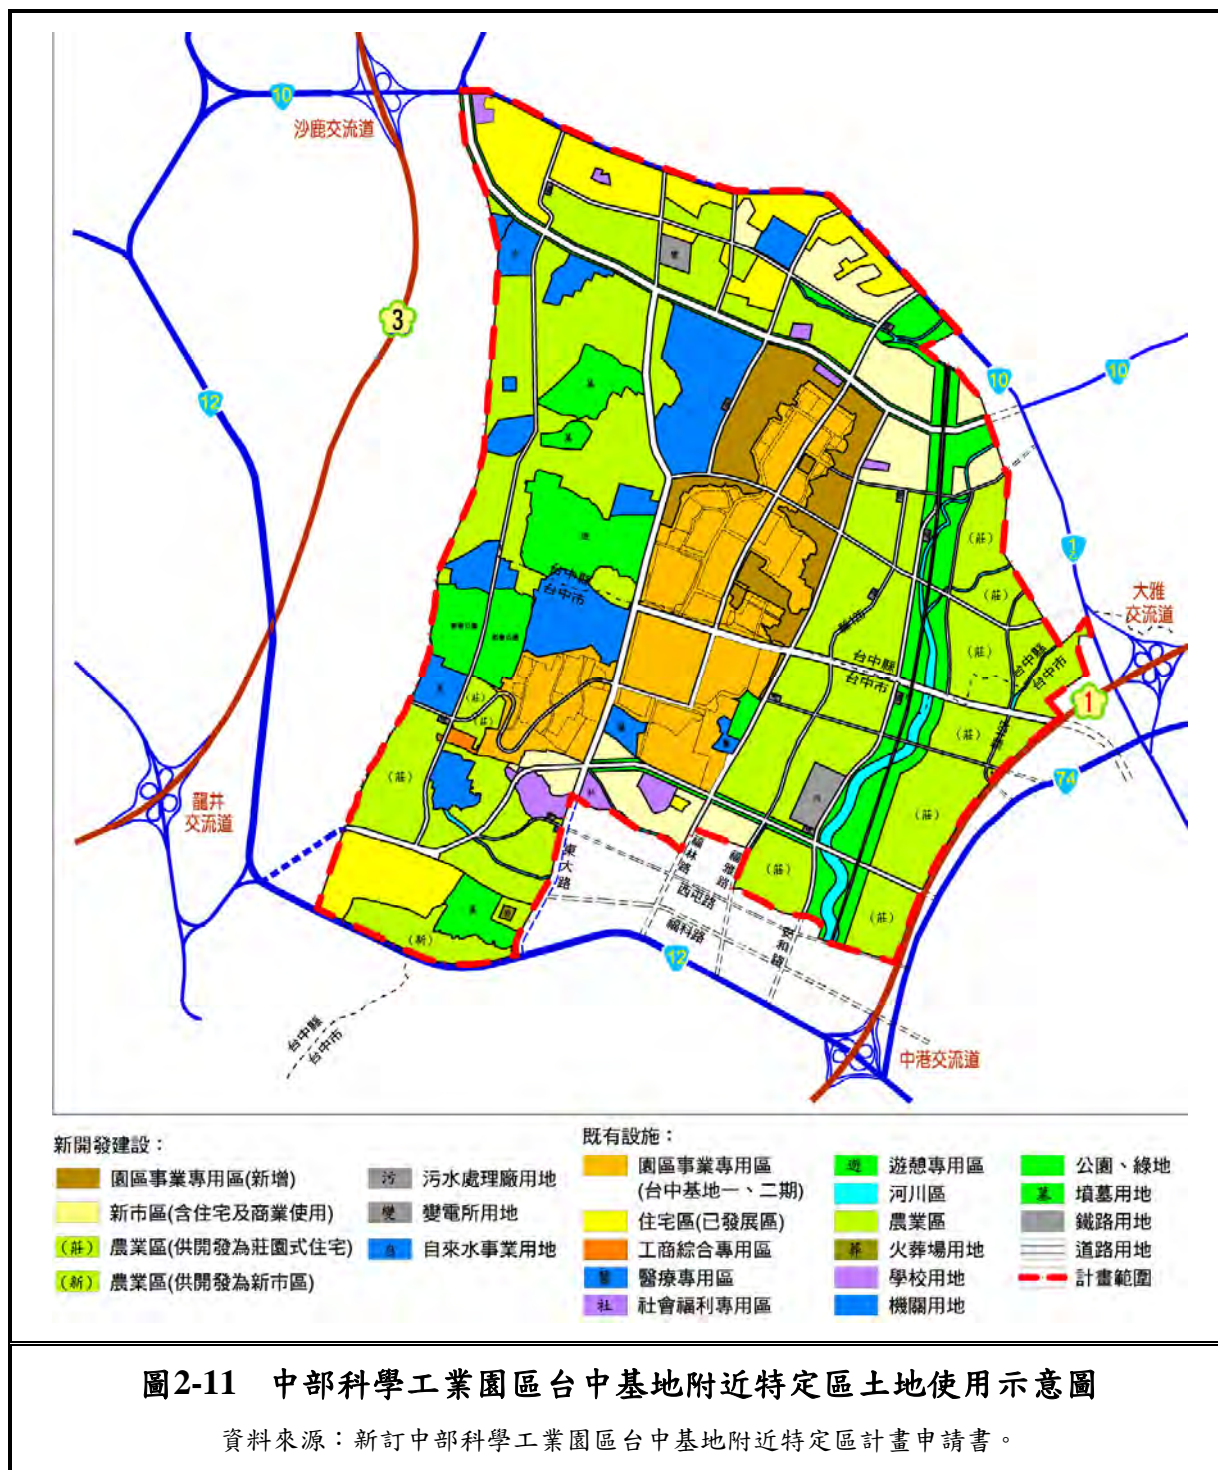 10
沙鹿交流道
3
12
10
10
1
大雅
交流道
1
74
龍井
交流道
12
中港交流道
變
墓
墓
遊
台中縣
台中市
台中縣
台中市
台中縣
台中市
台中縣
台中市
(莊)
(莊)
(莊)
(莊)
(莊)
(莊)
(莊)
(莊)
(莊)
(莊)
(新)
醫
社
污
墓
東大路
福林路
福雅路
西屯路
福科路
安和路
新開發建設：
園區事業專用區(新增)
新市區(含住宅及商業使用)
(莊) 農業區(供開發為莊園式住宅)
(新) 農業區(供開發為新市區)
污 污水處理廠用地
變 變電所用地
自 自來水事業用地
既有設施：
園區事業專用區
(台中基地一、二期)
住宅區(已發展區)
工商綜合專用區
醫 醫療專用區
社 社會福利專用區
遊 遊憩專用區
河川區
農業區
葬 火葬場用地
學校用地
機關用地
公園、綠地
墓 墳墓用地
鐵路用地
道路用地
計畫範圍
圖2-11 中部科學工業園區台中基地附近特定區土地使用示意圖
資料來源：新訂中部科學工業園區台中基地附近特定區計畫申請書。